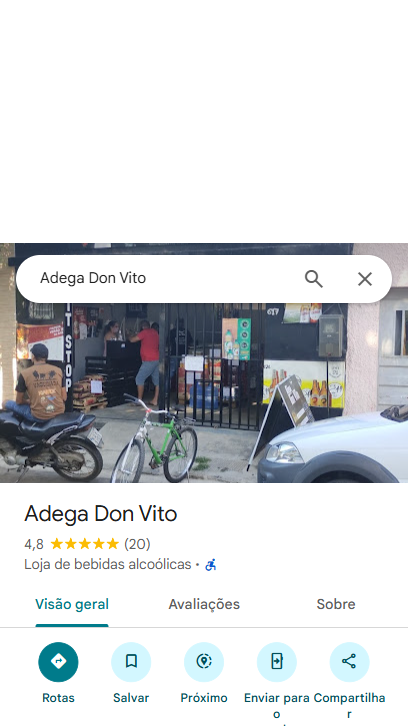 Adega Don Vito
IT STOP
617
Adega Don Vito
4,8 (20)
Loja de bebidas alcoólicas ·
Visão geral
Avaliações
Sobre
Rotas
Salvar
Próximo
Enviar para o
Compartilhar